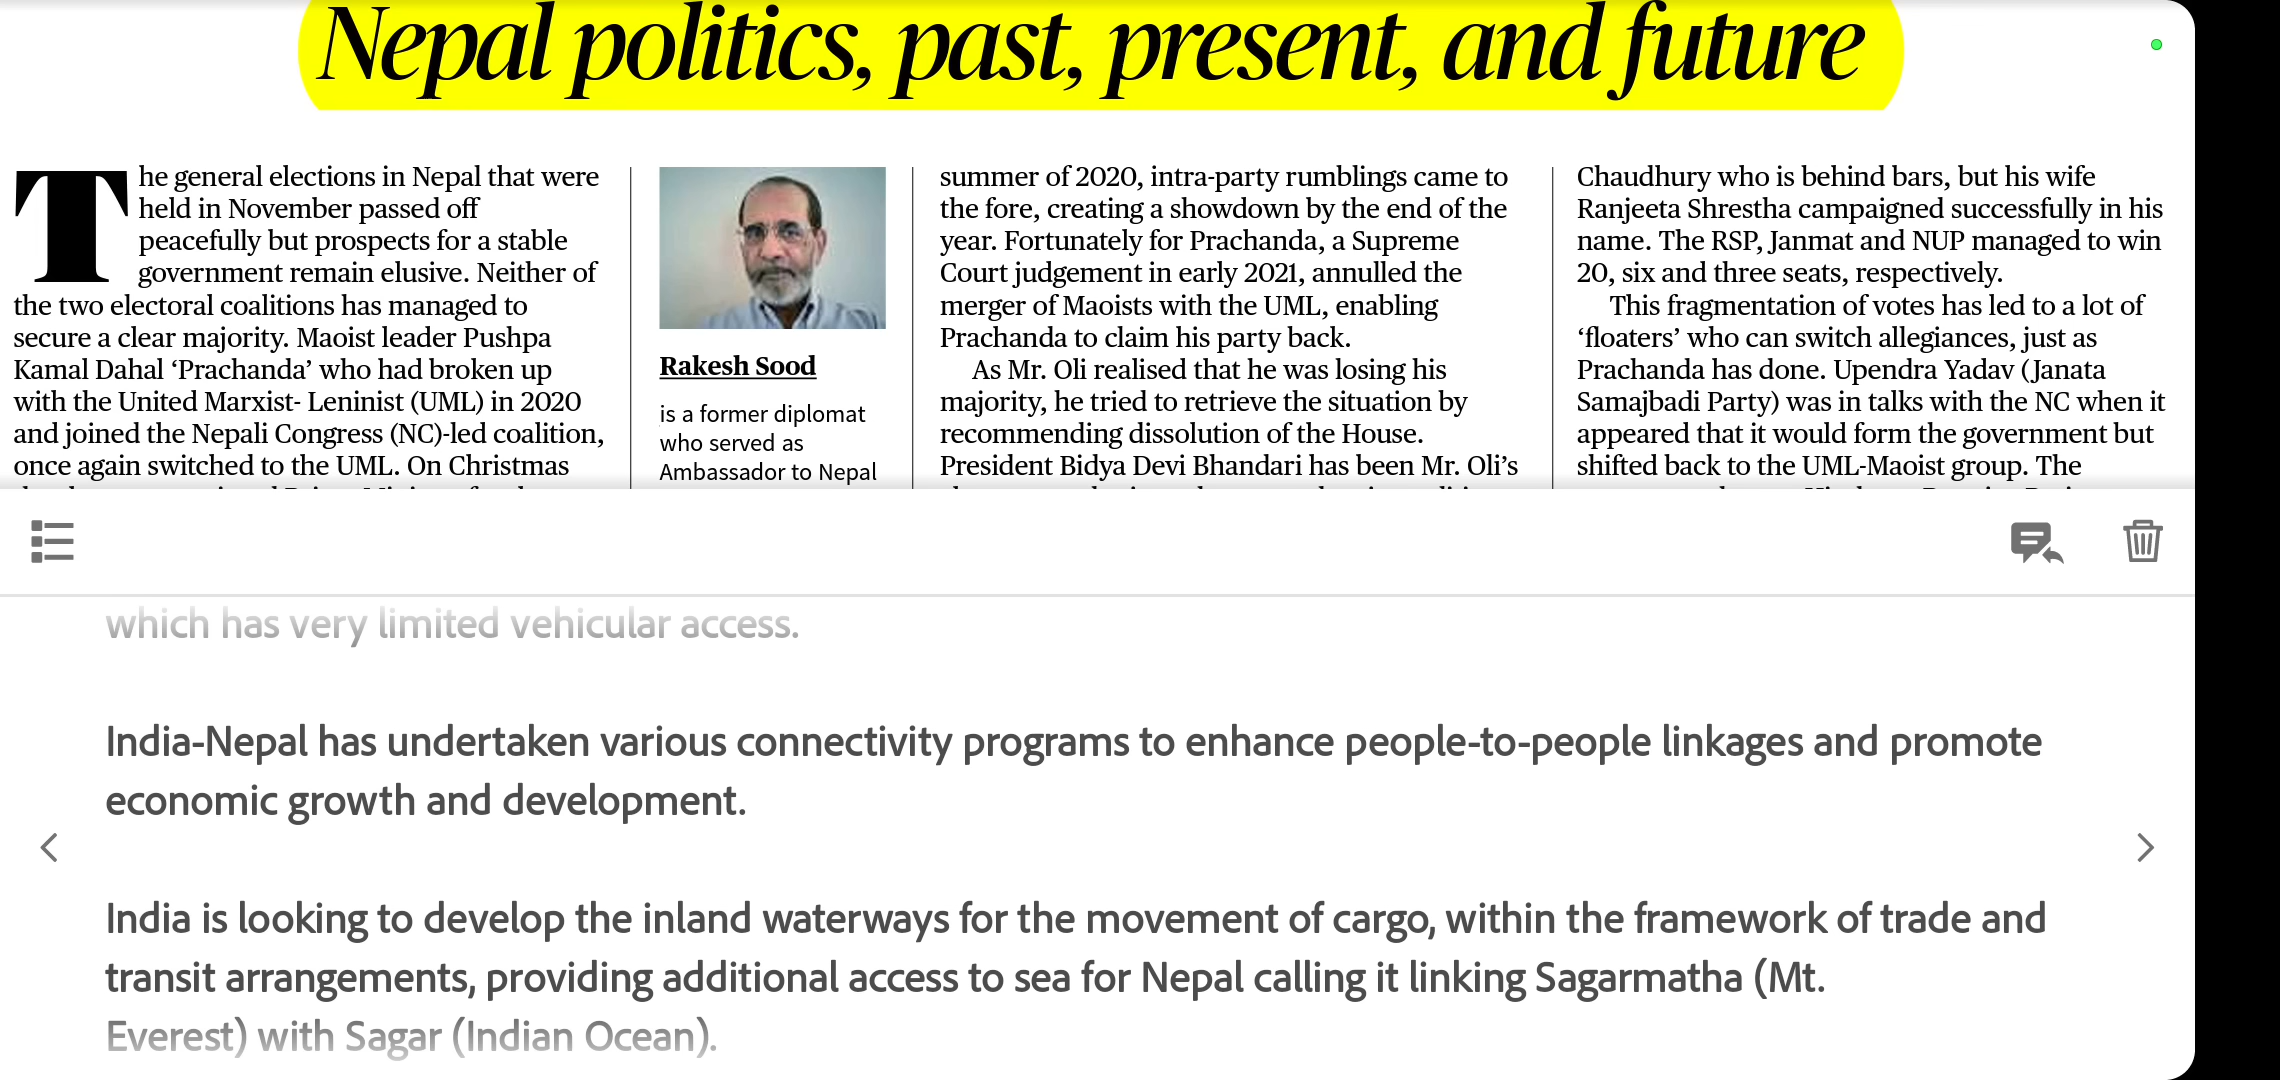 Nepal politics, past, present, and future
The general elections in Nepal that were
held in November passed off
peacefully but prospects for a stable
government remain elusive. Neither of
the two electoral coalitions has managed to
secure a clear majority. Maoist leader Pushpa
Kamal Dahal ‘Prachanda’ who had broken up
with the United Marxist- Leninist (UML) in 2020
and joined the Nepali Congress (NC)-led coalition,
once again switched to the UML. On Christmas
Rakesh Sood
is a former diplomat
who served as
Ambassador to Nepal
summer of 2020, intra-party rumblings came to
the fore, creating a showdown by the end of the
year. Fortunately for Prachanda, a Supreme
Court judgement in early 2021, annulled the
merger of Maoists with the UML, enabling
Prachanda to claim his party back.
As Mr. Oli realised that he was losing his
majority, he tried to retrieve the situation by
recommending dissolution of the House.
President Bidya Devi Bhandari has been Mr. Oli’s
Chaudhury who is behind bars, but his wife
Ranjeeta Shrestha campaigned successfully in his
name. The RSP, Janmat and NUP managed to win
20, six and three seats, respectively.
This fragmentation of votes has led to a lot of
‘floaters’ who can switch allegiances, just as
Prachanda has done. Upendra Yadav (Janata
Samajbadi Party) was in talks with the NC when it
appeared that it would form the government but
shifted back to the UML-Maoist group. The
which has very limited vehicular access.
India-Nepal has undertaken various connectivity programs to enhance people-to-people linkages and promote
economic growth and development.
India is looking to develop the inland waterways for the movement of cargo, within the framework of trade and
transit arrangements, providing additional access to sea for Nepal calling it linking Sagarmatha (Mt.
Everest) with Sagar (Indian Ocean).